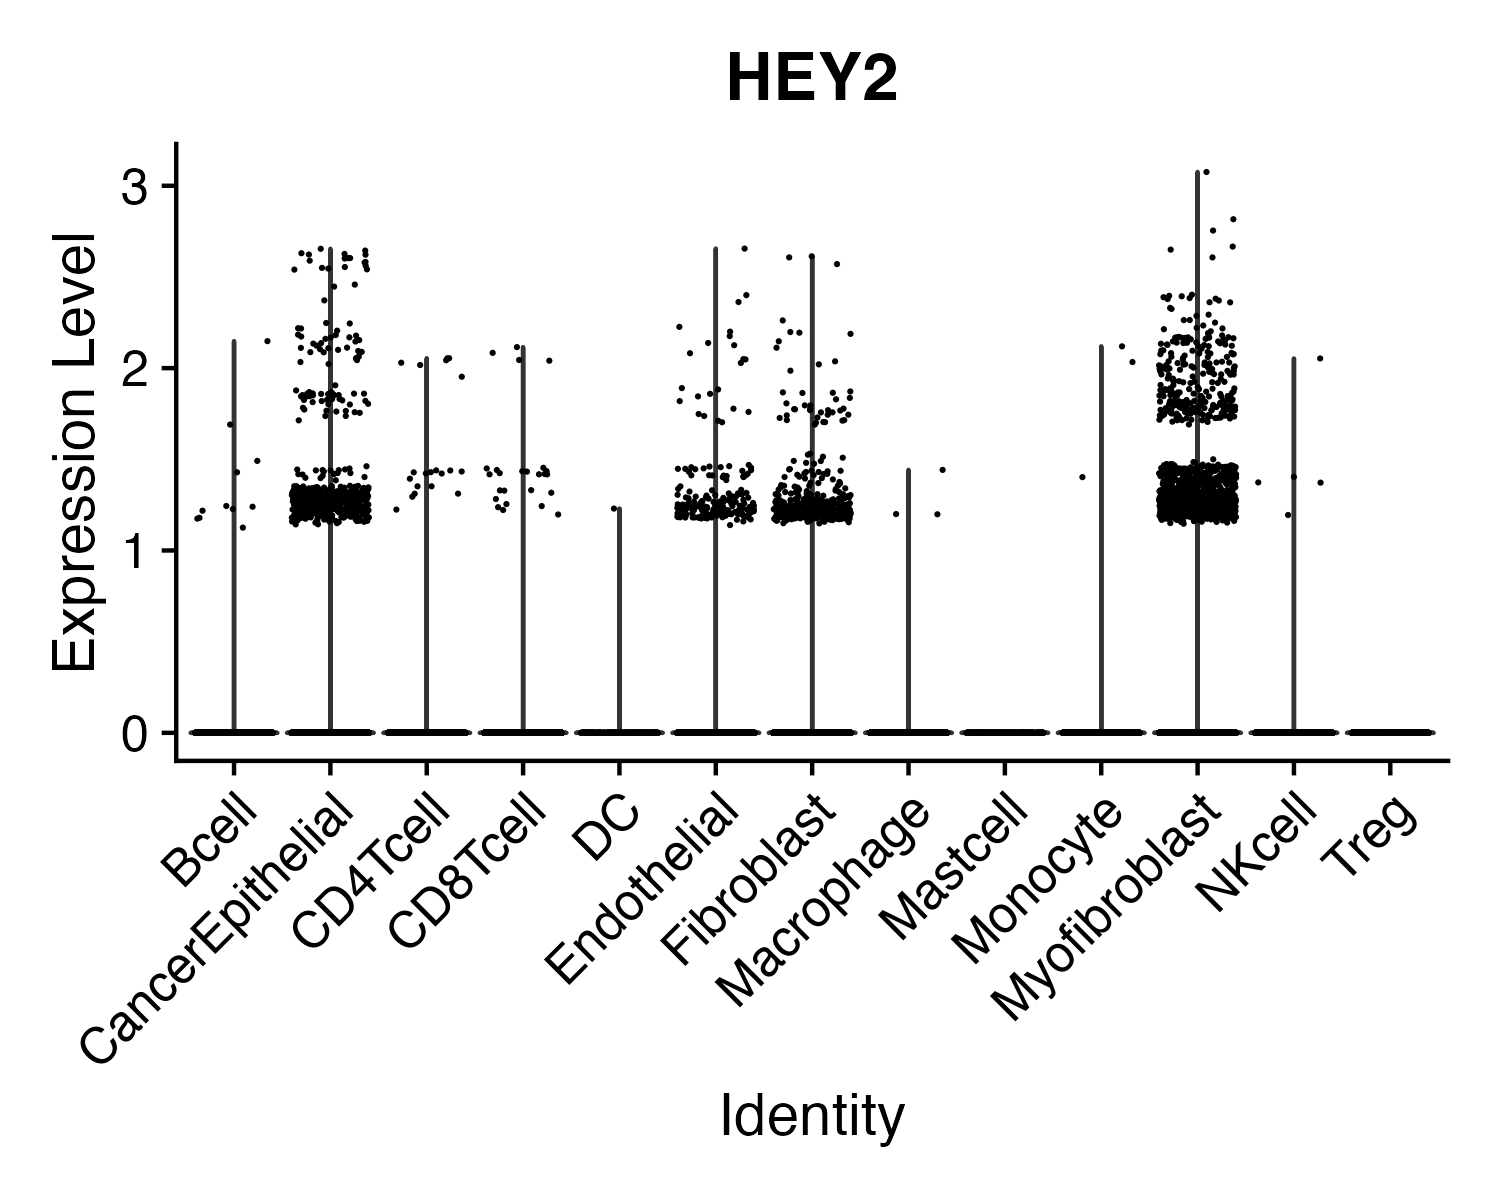 HEY2
Expression Level
3
2
1
0
Bcell
CancerEpithelial
CD4Tcell
CD8Tcell
DC
Endothelial
Fibroblast
Macrophage
Mastcell
Monocyte
Myofibroblast
NKcell
Treg
Identity